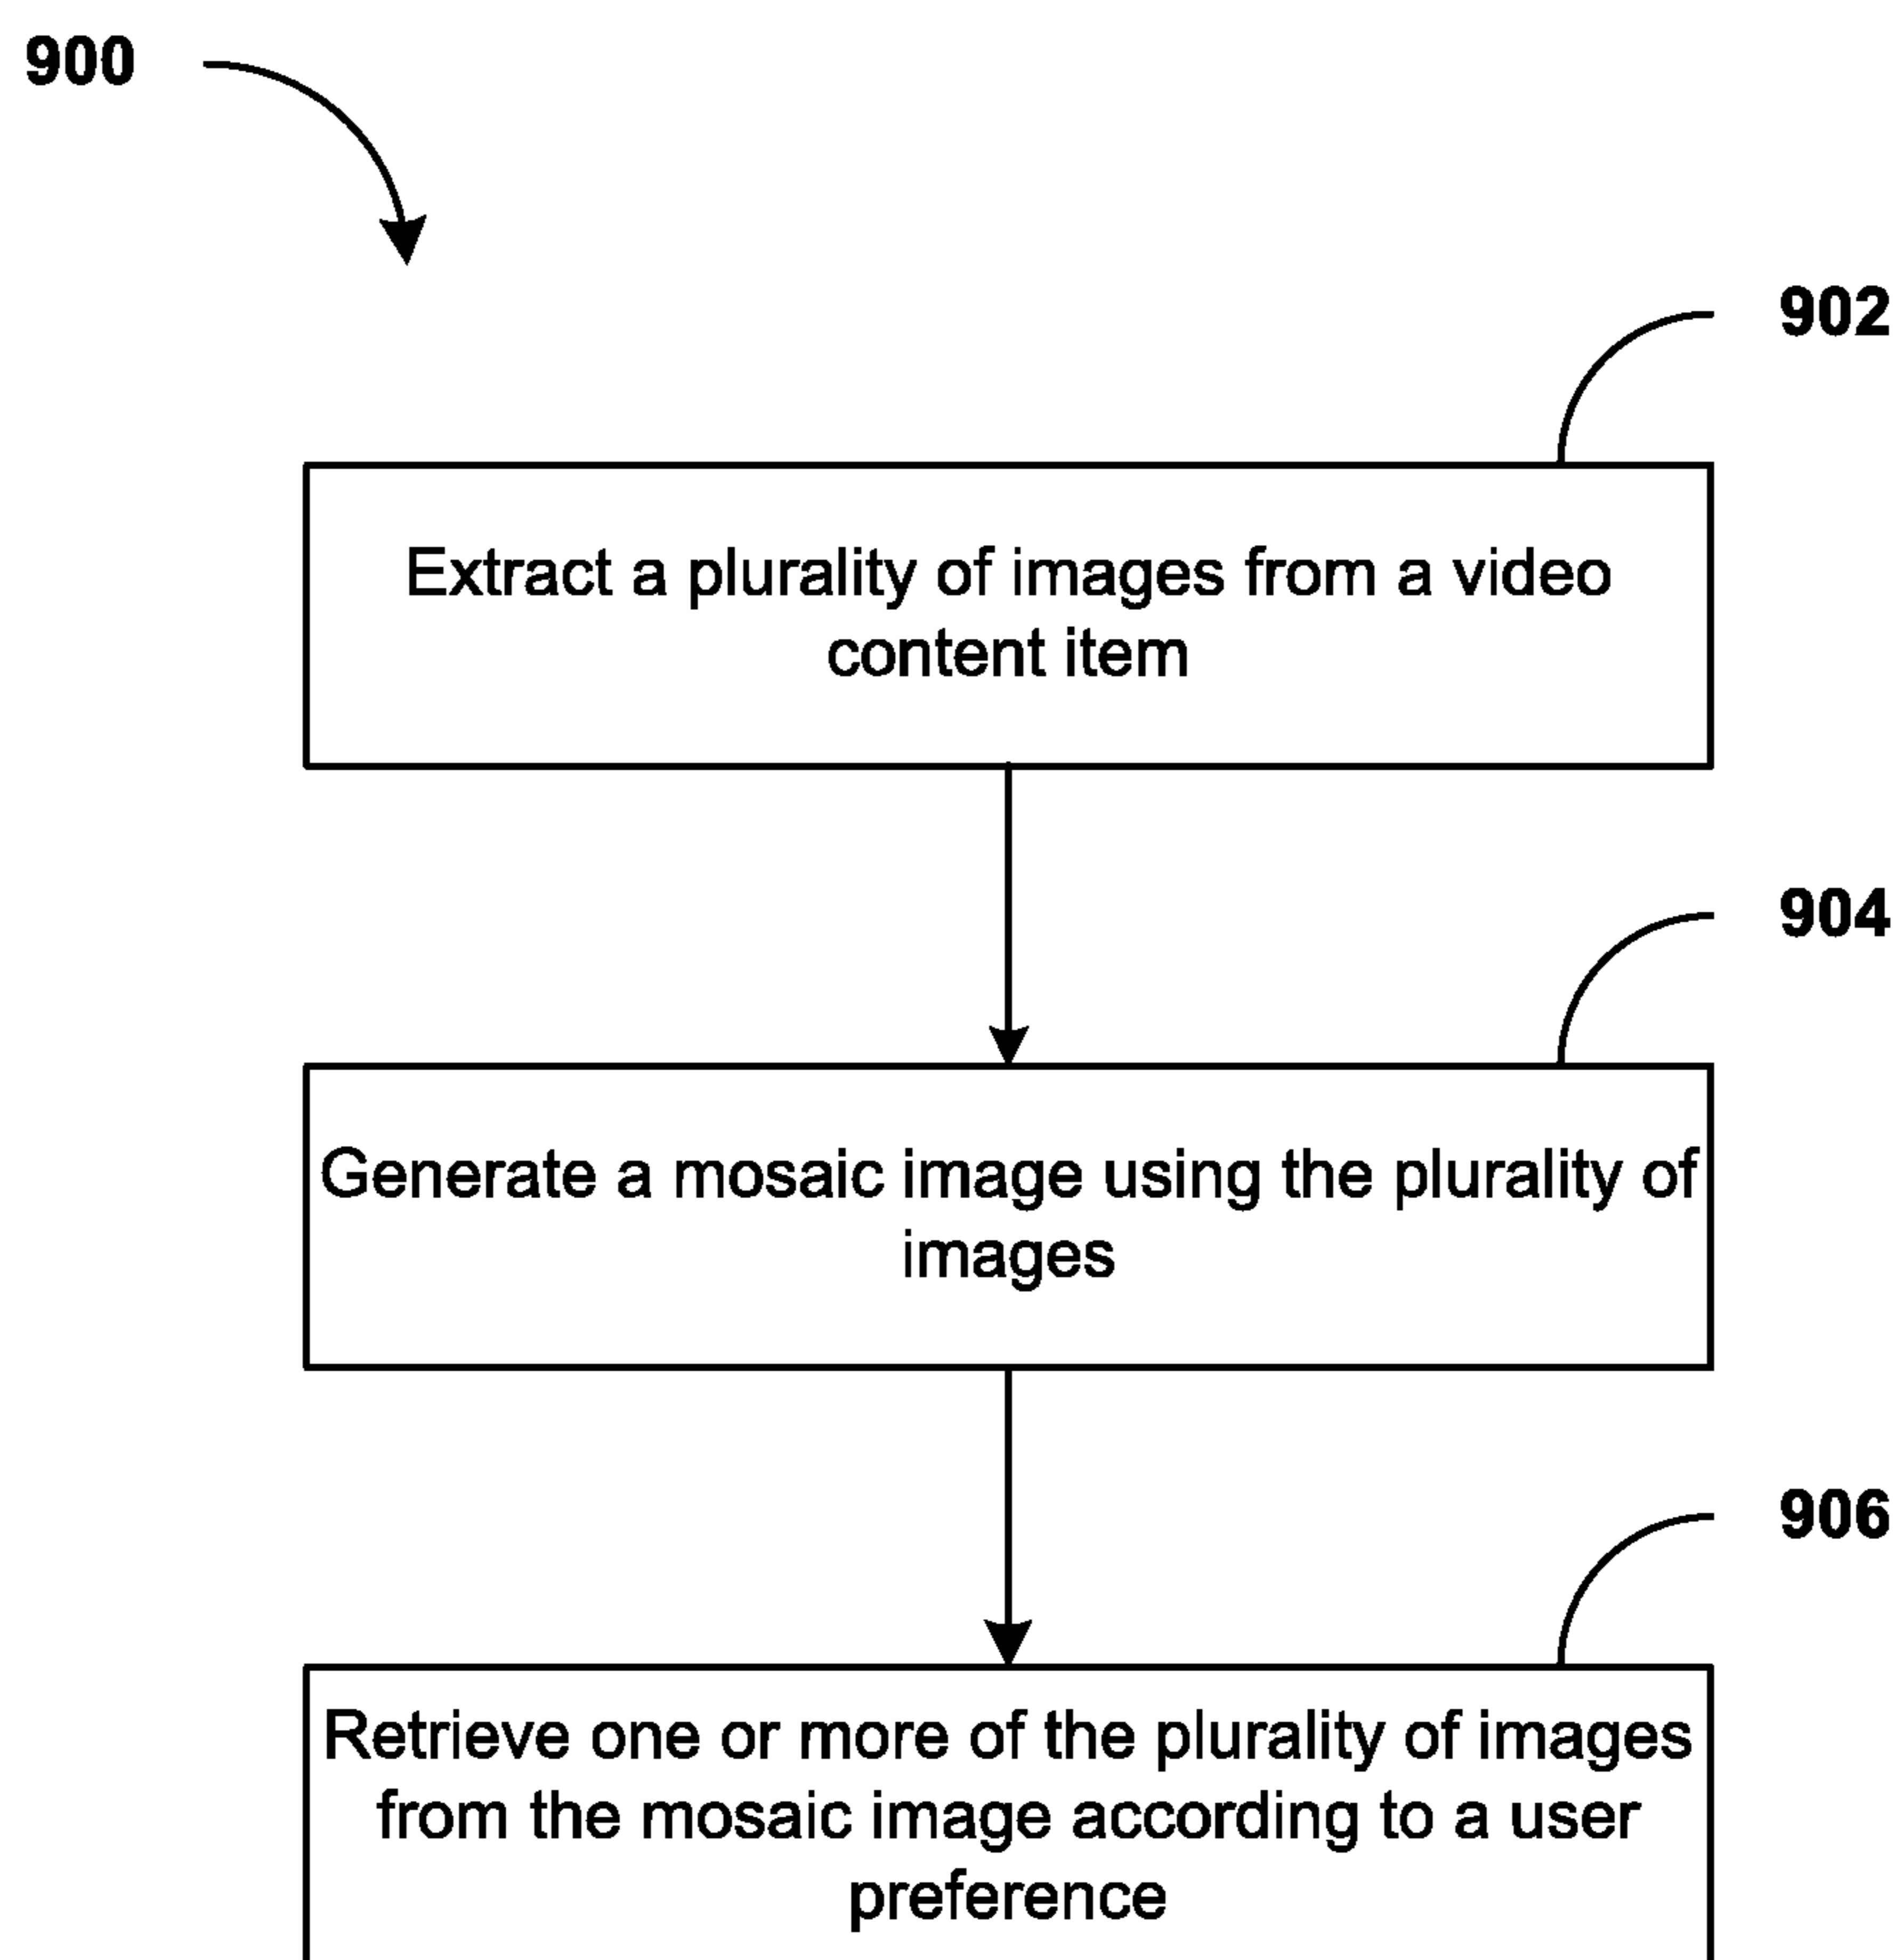 900
902
Extract a plurality of images from a video
content item
904
Generate a mosaic image using the plurality of
images
906
Retrieve one or more of the plurality of images
from the mosaic image according to a user
preference